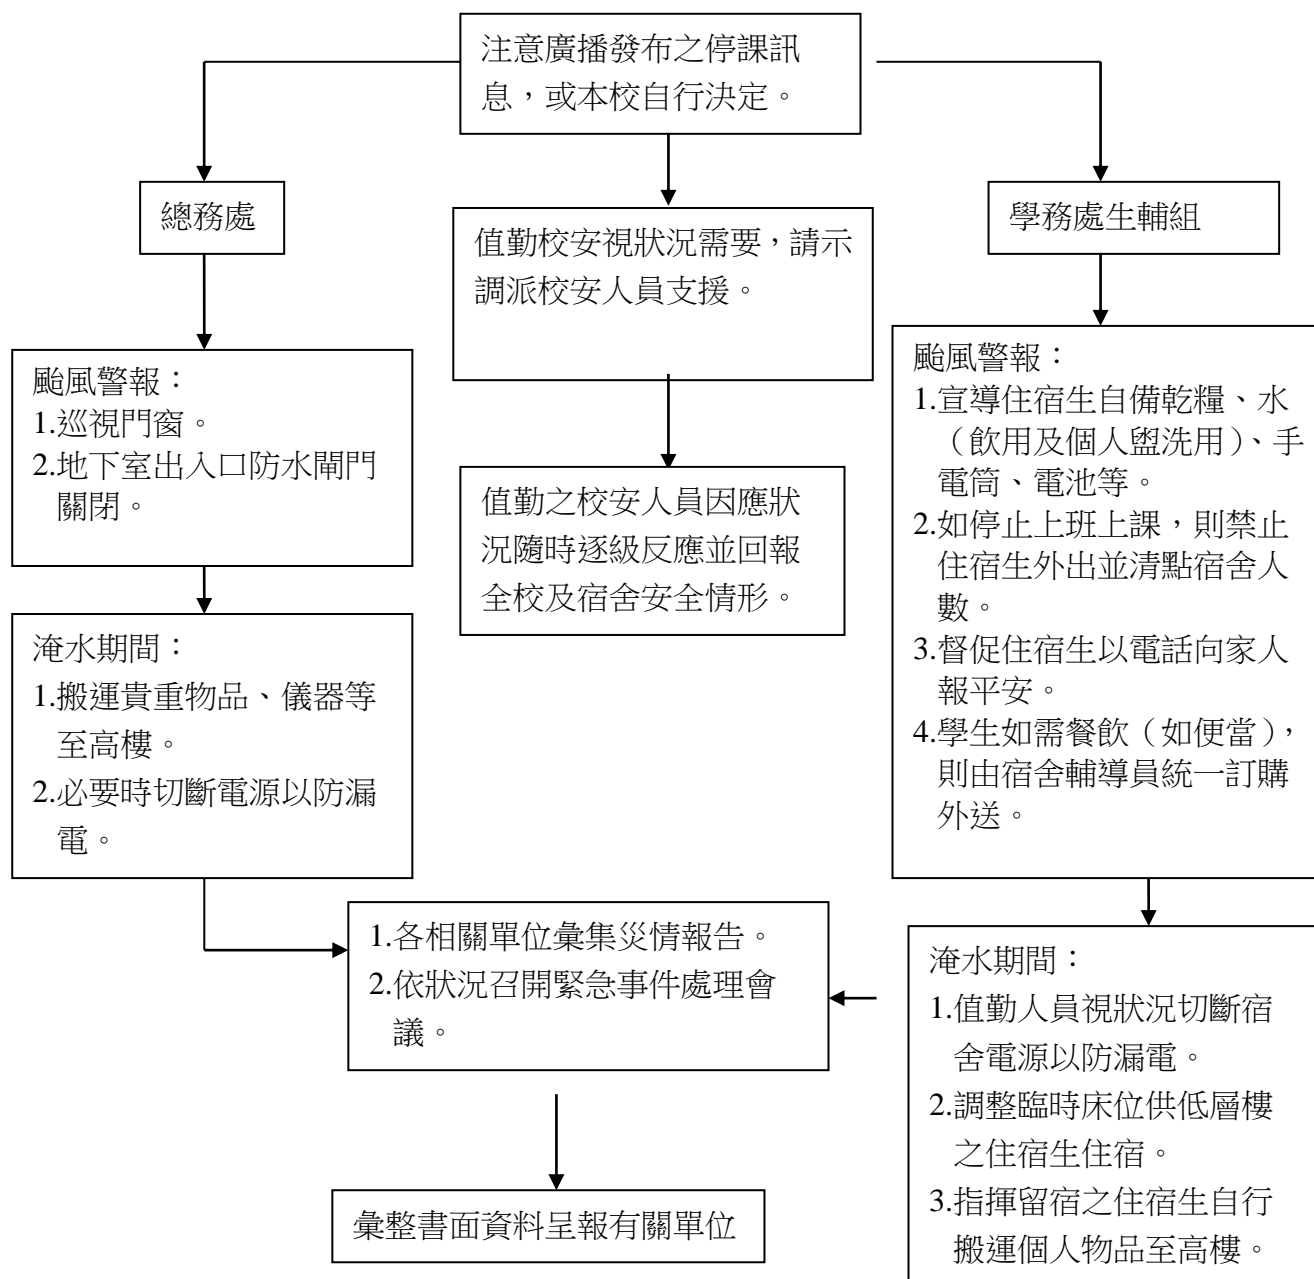 注意廣播發布之停課訊
息，或本校自行決定。
總務處
值勤校安視狀況需要，請示
調派校安人員支援。
學務處生輔組
颱風警報：
1.巡視門窗。
2.地下室出入口防水閘門
關閉。
值勤之校安人員因應狀
況隨時逐級反應並回報
全校及宿舍安全情形。
颱風警報：
1.宣導住宿生自備乾糧、水
（飲用及個人盥洗用）、手
電筒、電池等。
2.如停止上班上課，則禁止
住宿生外出並清點宿舍人
數。
3.督促住宿生以電話向家人
報平安。
4.學生如需餐飲（如便當），
則由宿舍輔導員統一訂購
外送。
淹水期間：
1.搬運貴重物品、儀器等
至高樓。
2.必要時切斷電源以防漏
電。
1.各相關單位彙集災情報告。
2.依狀況召開緊急事件處理會
議。
淹水期間：
1.值勤人員視狀況切斷宿
舍電源以防漏電。
2.調整臨時床位供低層樓
之住宿生住宿。
3.指揮留宿之住宿生自行
搬運個人物品至高樓。
彙整書面資料呈報有關單位